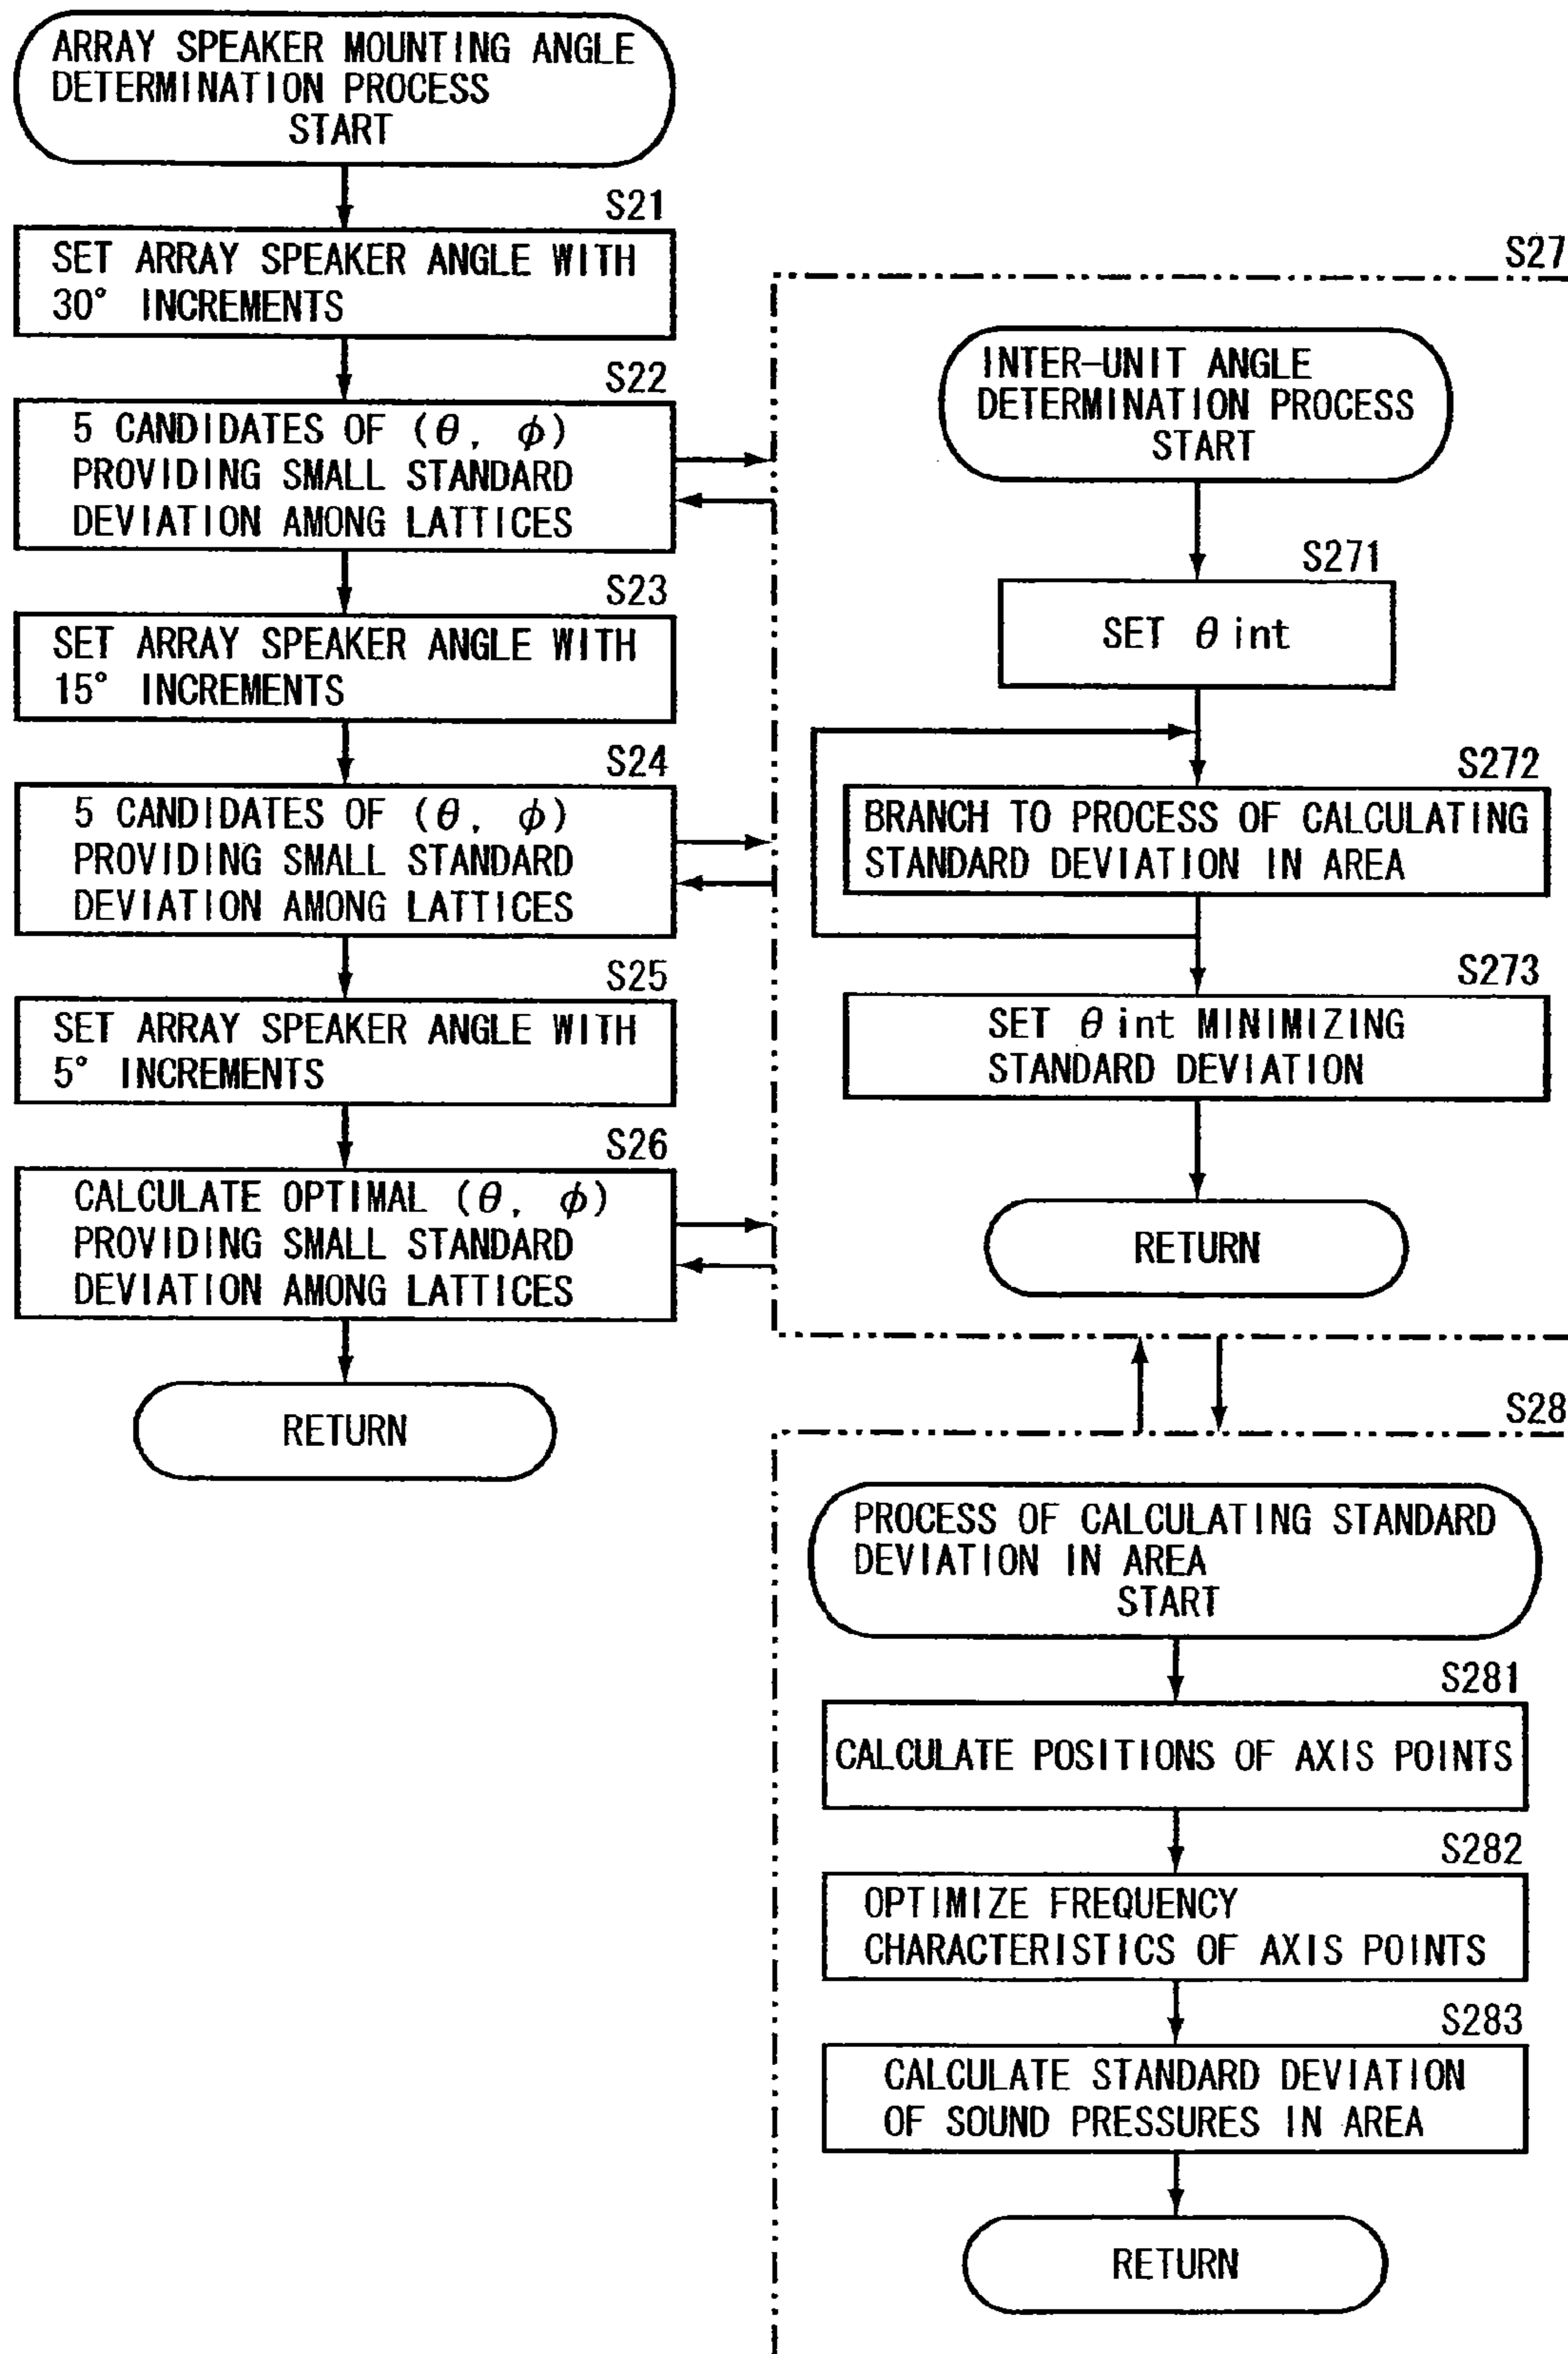 ARRAY SPEAKER MOUNTING ANGLE
DETERMINATION PROCESS
START
S21
SET ARRAY SPEAKER ANGLE WITH
30° INCREMENTS
S22
5 CANDIDATES OF (θ, φ)
PROVIDING SMALL STANDARD
DEVIATION AMONG LATTICES
S23
SET ARRAY SPEAKER ANGLE WITH
15° INCREMENTS
S24
5 CANDIDATES OF (θ, φ)
PROVIDING SMALL STANDARD
DEVIATION AMONG LATTICES
S25
SET ARRAY SPEAKER ANGLE WITH
5° INCREMENTS
S26
CALCULATE OPTIMAL (θ, φ)
PROVIDING SMALL STANDARD
DEVIATION AMONG LATTICES
RETURN
S27
INTER-UNIT ANGLE
DETERMINATION PROCESS
START
S271
SET θ int
S272
BRANCH TO PROCESS OF CALCULATING
STANDARD DEVIATION IN AREA
S273
SET θ int MINIMIZING
STANDARD DEVIATION
RETURN
S28
PROCESS OF CALCULATING STANDARD
DEVIATION IN AREA
START
S281
CALCULATE POSITIONS OF AXIS POINTS
S282
OPTIMIZE FREQUENCY
CHARACTERISTICS OF AXIS POINTS
S283
CALCULATE STANDARD DEVIATION
OF SOUND PRESSURES IN AREA
RETURN